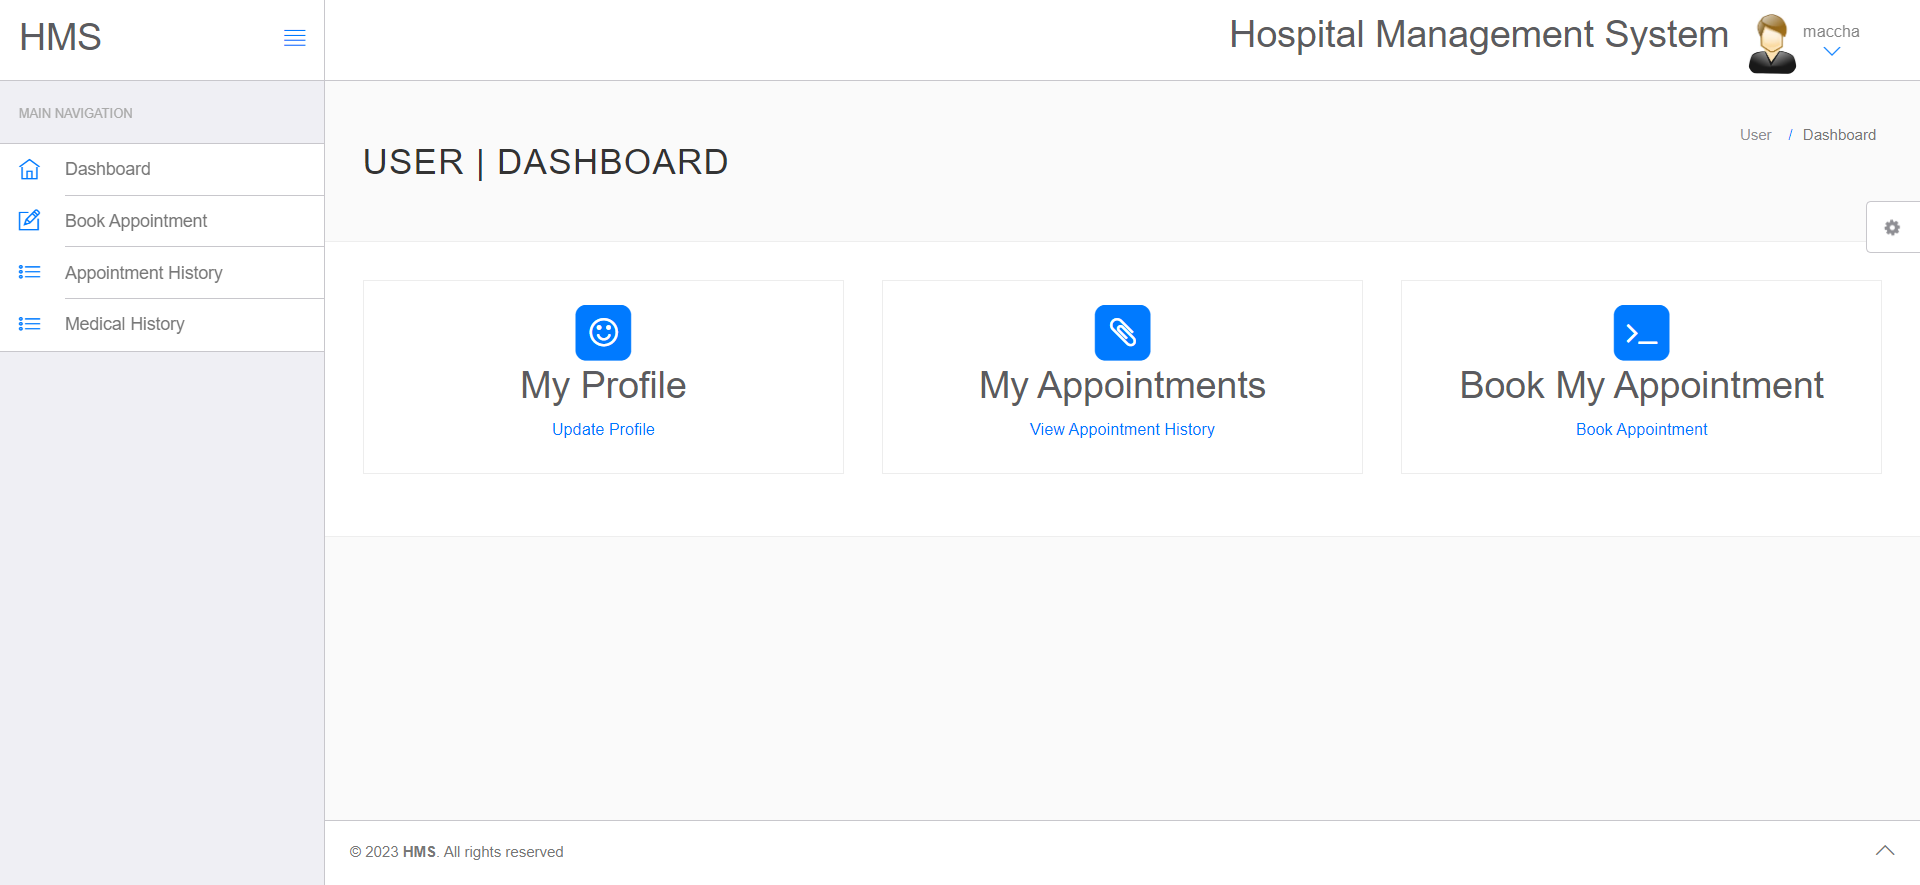 HMS
Hospital Management System
maccha
MAIN NAVIGATION
Dashboard
Book Appointment
Appointment History
Medical History
USER | DASHBOARD
User / Dashboard
My Profile
Update Profile
My Appointments
View Appointment History
Book My Appointment
Book Appointment
© 2023 HMS. All rights reserved